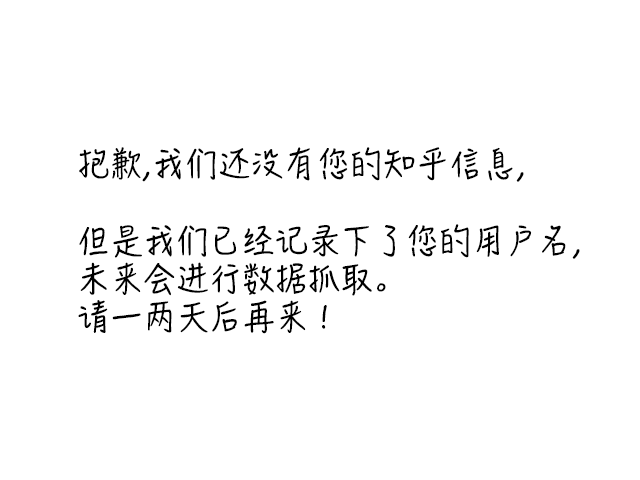 抱歉,我们还没有您的知乎信息,
但是我们已经记录下了您的用户名,
未来会进行数据抓取。
请一两天后再来！